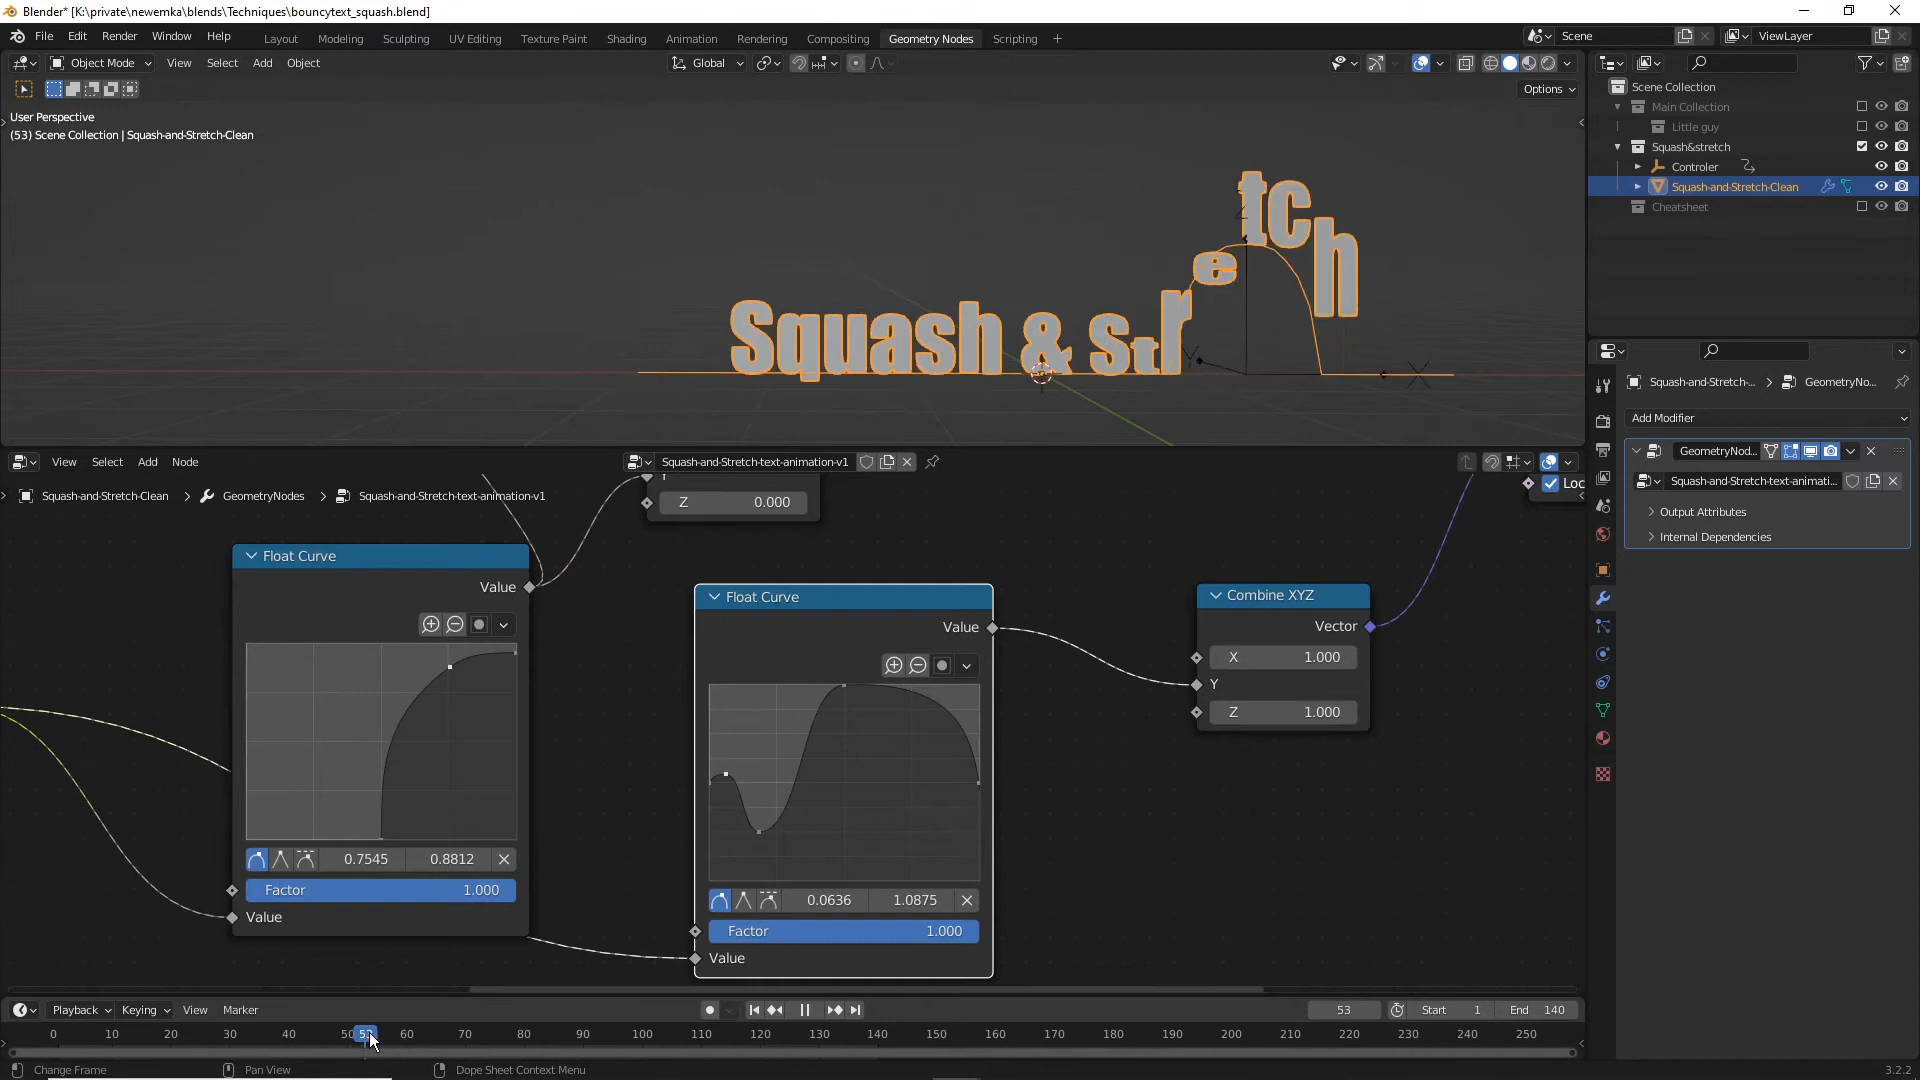 Blender* [K:\private\newemka\blends\Techniques\bouncytext_squash.blend]
File Edit Render Window Help Layout Modeling Sculpting UV Editing Texture Paint Shading Animation Rendering Compositing Geometry Nodes Scripting Scene ViewLayer
Object Mode View Select Add Object Global
Options
User Perspective
(53) Scene Collection | Squash-and-Stretch-Clean
Squash & Stretch
Scene Collection
Main Collection
Little guy
Squash&stretch
Controler
Squash-and-Stretch-Clean
Cheatsheet
Squash-and-Stretch-... GeometryNo...
Add Modifier
GeometryNod...
Squash-and-Stretch-text-animati...
Output Attributes
Internal Dependencies
View Select Add Node Squash-and-Stretch-text-animation-v1
Squash-and-Stretch-Clean GeometryNodes Squash-and-Stretch-text-animation-v1
Y
Z 0.000
Loc
Float Curve
Value
0.7545 0.8812
Factor 1.000
Value
Float Curve
Value
0.0636 1.0875
Factor 1.000
Value
Combine XYZ
Vector
X 1.000
Y
Z 1.000
Playback Keying View Marker 53 Start 1 End 140
0 10 20 30 40 50 53 60 70 80 90 100 110 120 130 140 150 160 170 180 190 200 210 220 230 240 250
Change Frame Pan View Dope Sheet Context Menu 3.2.2